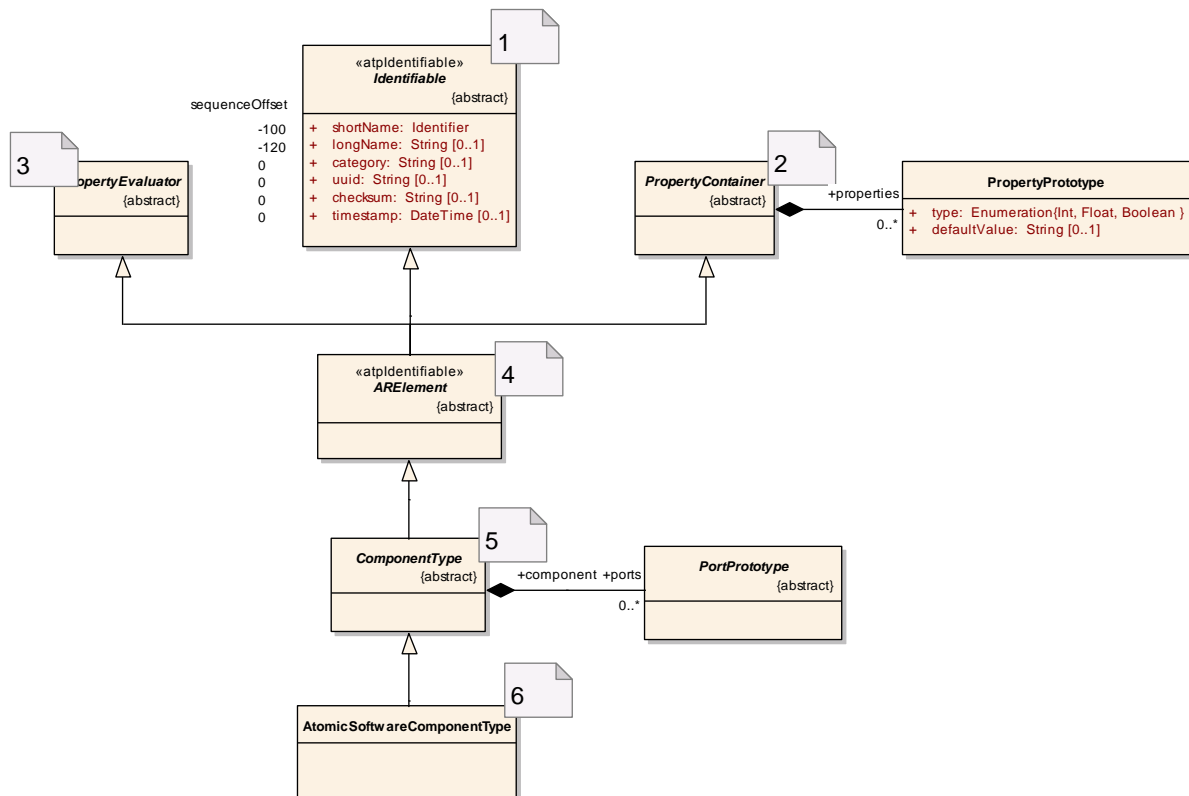 1
«atpIdentifiable»
Identifiable
{abstract}
sequenceOffset
-100
+ shortName: Identifier
-120
+ longName: String [0..1]
0
+ category: String [0..1]
0
+ uuid: String [0..1]
0
+ checksum: String [0..1]
0
+ timestamp: DateTime [0..1]
3
opertyEvaluator
{abstract}
2
PropertyContainer
{abstract}
+properties
0..*
PropertyPrototype
+ type: Enumeration{Int, Float, Boolean }
+ defaultValue: String [0..1]
4
«atpIdentifiable»
ARElement
{abstract}
5
ComponentType
{abstract}
+component +ports
0..*
PortPrototype
{abstract}
6
AtomicSoftwareComponentType